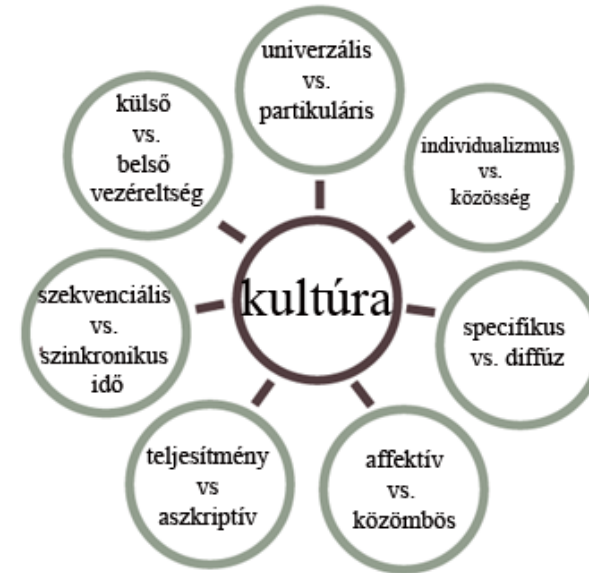 univerzális
vs.
partikuláris
individualizmus
vs.
közösség
specifikus
vs. diffúz
affektív
vs.
közömbös
teljesítmény
vs
aszkriptív
szekvenciális
vs.
szinkronikus
idő
külső
vs.
belső
vezéreltség
kultúra